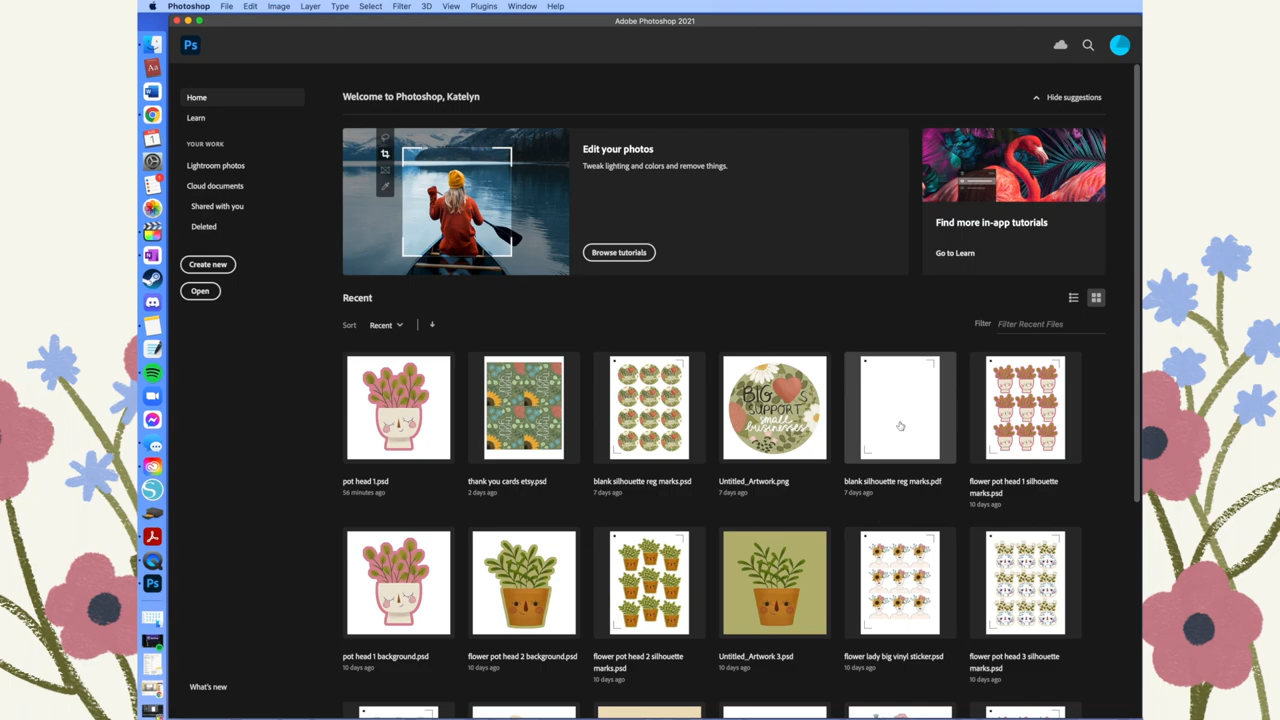 Photoshop File Edit Image Layer Type Select Filter 3D View Plugins Window Help
Adobe Photoshop 2021
Ps
Home
Learn
YOUR WORK
Lightroom photos
Cloud documents
Shared with you
Deleted
Create new
Open
What's new
Welcome to Photoshop, Katelyn
Hide suggestions
Edit your photos
Tweak lighting and colors and remove things.
Browse tutorials
Find more in-app tutorials
Go to Learn
Recent
Sort Recent
Filter Filter Recent Files
BIG
SUPPORT
small
businesses
pot head 1.psd
56 minutes ago
thank you cards etsy.psd
2 days ago
blank silhouette reg marks.psd
7 days ago
Untitled_Artwork.png
7 days ago
blank silhouette reg marks.pdf
7 days ago
flower pot head 1 silhouette
marks.psd
10 days ago
pot head 1 background.psd
10 days ago
flower pot head 2 background.psd
10 days ago
flower pot head 2 silhouette
marks.psd
10 days ago
Untitled_Artwork 3.psd
10 days ago
flower lady big vinyl sticker.psd
10 days ago
flower pot head 3 silhouette
marks.psd
10 days ago
Aa
W
1
N
S
Ps